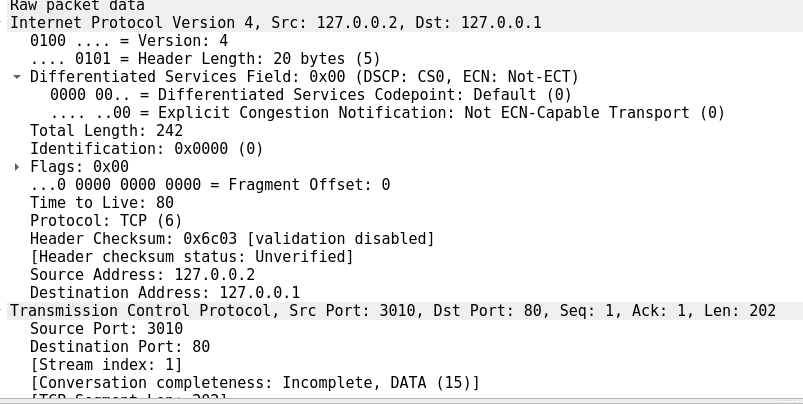 Raw packet data
Internet Protocol Version 4, Src: 127.0.0.2, Dst: 127.0.0.1
0100 .... = Version: 4
.... 0101 = Header Length: 20 bytes (5)
Differentiated Services Field: 0x00 (DSCP: CS0, ECN: Not-ECT)
0000 00.. = Differentiated Services Codepoint: Default (0)
.... ..00 = Explicit Congestion Notification: Not ECN-Capable Transport (0)
Total Length: 242
Identification: 0x0000 (0)
Flags: 0x00
...0 0000 0000 0000 = Fragment Offset: 0
Time to Live: 80
Protocol: TCP (6)
Header Checksum: 0x6c03 [validation disabled]
[Header checksum status: Unverified]
Source Address: 127.0.0.2
Destination Address: 127.0.0.1
Transmission Control Protocol, Src Port: 3010, Dst Port: 80, Seq: 1, Ack: 1, Len: 202
Source Port: 3010
Destination Port: 80
[Stream index: 1]
[Conversation completeness: Incomplete, DATA (15)]
[TCP Segment Len: 202]